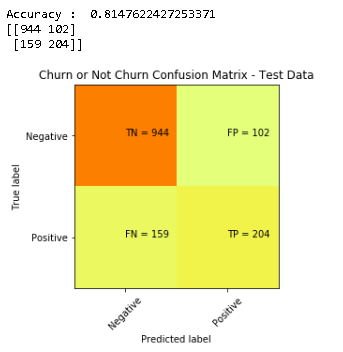 Accuracy :  0.8147622427253371
[[944 102]
 [159 204]]
Churn or Not Churn Confusion Matrix - Test Data
True label
Negative
TN = 944
FP = 102
Positive
FN = 159
TP = 204
Negative
Positive
Predicted label